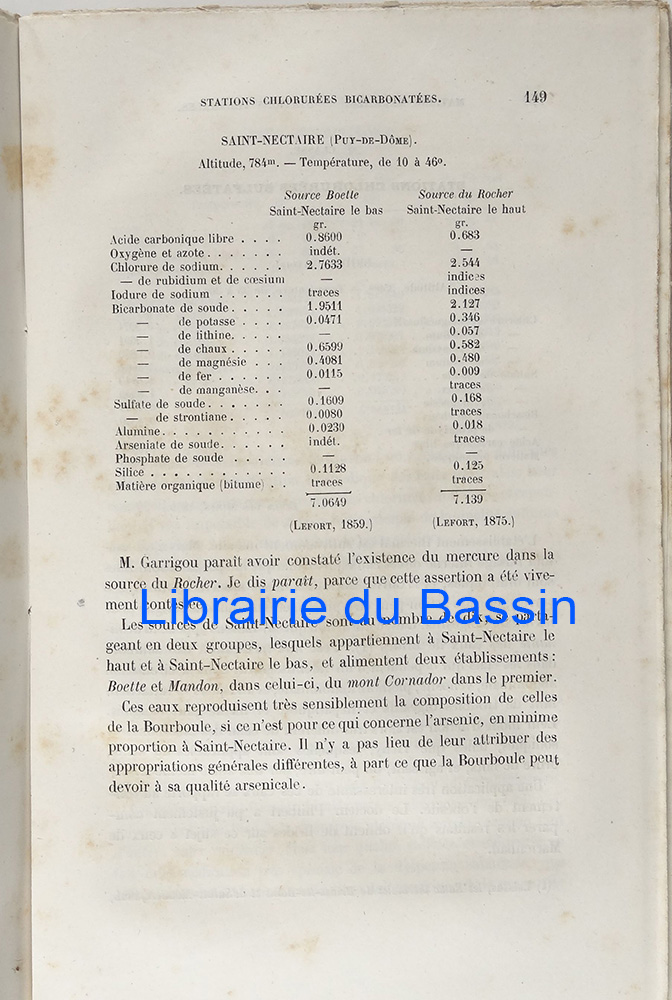 STATIONS CHLORURÉES BICARBONATÉES. 149
SAINT-NECTAIRE (PUY-DE-DÔME).
Altitude, 784m. — Température, de 10 à 46o.
Source Boette Source du Rocher
Saint-Nectaire le bas Saint-Nectaire le haut
gr. gr.
Acide carbonique libre . . . . 0.8600 0.683
Oxygène et azote . . . . . . . indét. —
Chlorure de sodium. . . . . . 2.7633 2.544
— de rubidium et de cœsium — indices
Iodure de sodium . . . . . . traces indices
Bicarbonate de soude . . . . . 1.9511 2.127
— de potasse . . . . 0.0471 0.346
— de lithine. . . . . — 0.057
— de chaux . . . . . 0.6599 0.582
— de magnésie . . . 0.4081 0.480
— de fer . . . . . . 0.0115 0.009
— de manganèse. . . — traces
Sulfate de soude. . . . . . . 0.1609 0.168
— de strontiane . . . . . 0.0080 traces
Alumine. . . . . . . . . . . 0.0230 0.018
Arseniate de soude. . . . . . indét. traces
Phosphate de soude . . . . . — —
Silice . . . . . . . . . . . 0.1128 0.125
Matière organique (bitume) . . traces traces
7.0649 7.139
(LEFORT, 1859.) (LEFORT, 1875.)
M. Garrigou paraît avoir constaté l'existence du mercure dans la
source du Rocher. Je dis paraît, parce que cette assertion a été vive-
ment contestée.
Librairie du Bassin
Les sources de Saint-Nectaire sont au nombre de dix, se parta-
geant en deux groupes, lesquels appartiennent à Saint-Nectaire le
haut et à Saint-Nectaire le bas, et alimentent deux établissements :
Boette et Mandon, dans celui-ci, du mont Cornador dans le premier.
Ces eaux reproduisent très sensiblement la composition de celles
de la Bourboule, si ce n'est pour ce qui concerne l'arsenic, en minime
proportion à Saint-Nectaire. Il n'y a pas lieu de leur attribuer des
appropriations générales différentes, à part ce que la Bourboule peut
devoir à sa qualité arsenicale.